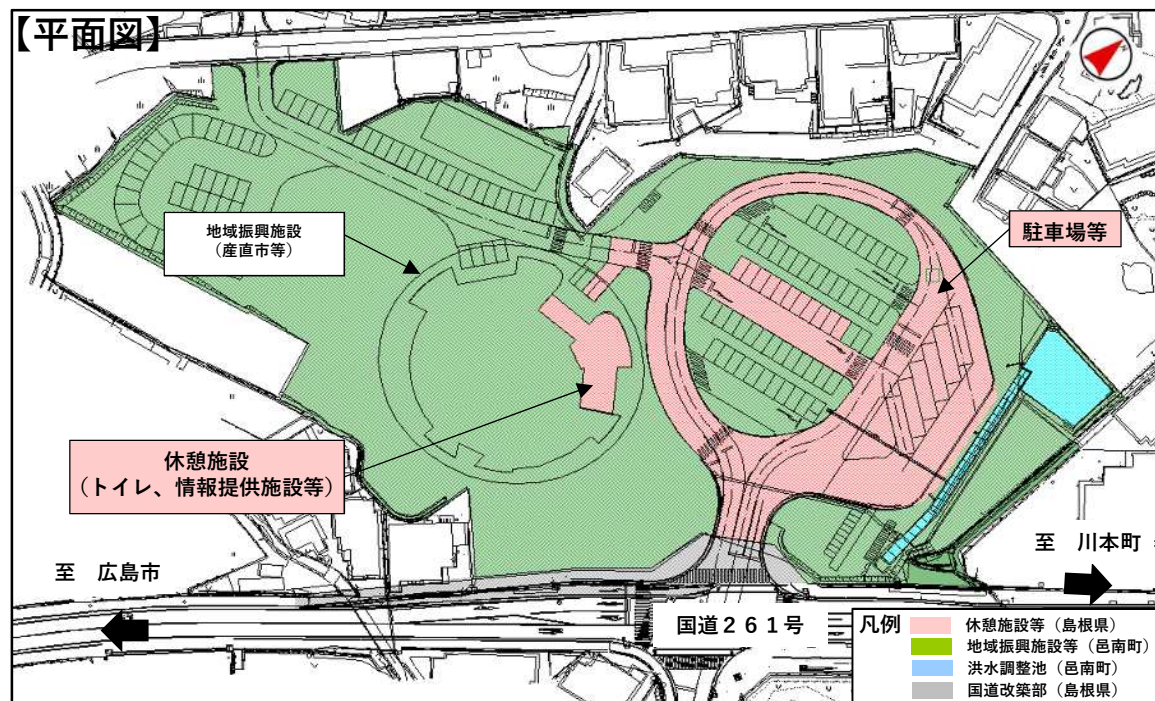 【平面図】
地域振興施設
（産直市等）
駐車場等
休憩施設
（トイレ、情報提供施設等）
至 川本町
至 広島市
国道２６１号
凡例
休憩施設等（島根県）
地域振興施設等（邑南町）
洪水調整池（邑南町）
国道改築部（島根県）